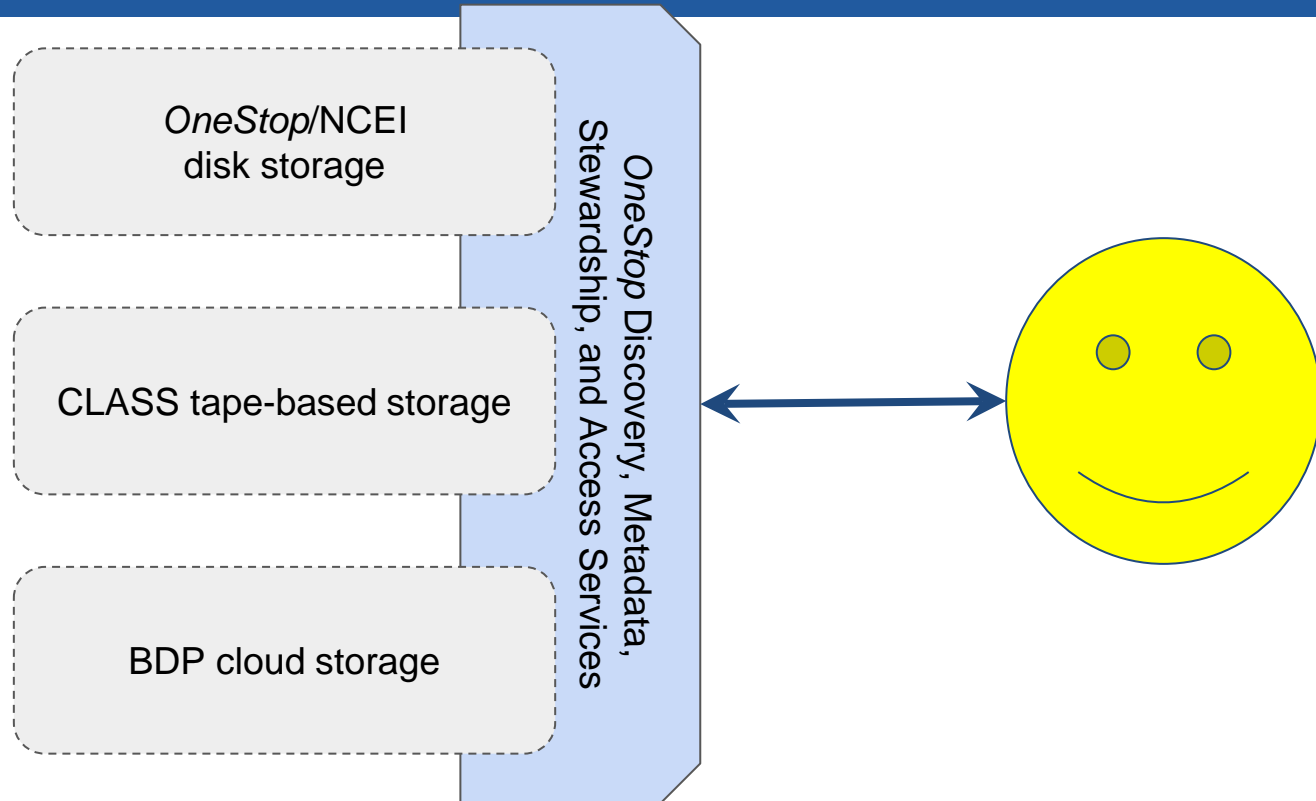 OneStop/NCEI
disk storage
CLASS tape-based storage
BDP cloud storage
OneStop Discovery, Metadata,
Stewardship, and Access Services